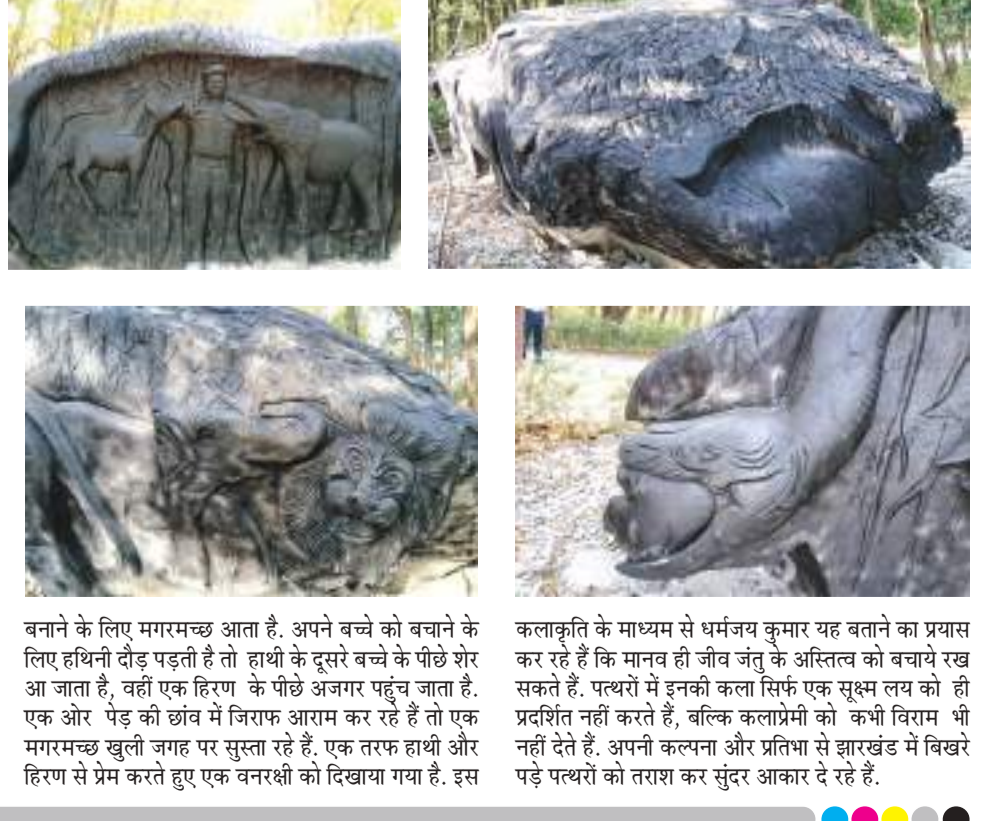 बनाने के लिए मगरमच्छ आता है. अपने बच्चे को बचाने के
लिए हथिनी दौड़ पड़ती है तो हाथी के दूसरे बच्चे के पीछे शेर
आ जाता है, वहीं एक हिरण के पीछे अजगर पहुंच जाता है.
एक ओर पेड़ की छांव में जिराफ आराम कर रहे हैं तो एक
मगरमच्छ खुली जगह पर सुस्ता रहे हैं. एक तरफ हाथी और
हिरण से प्रेम करते हुए एक वनरक्षी को दिखाया गया है. इस
कलाकृति के माध्यम से धर्मजय कुमार यह बताने का प्रयास
कर रहे हैं कि मानव ही जीव जंतु के अस्तित्व को बचाये रख
सकते हैं. पत्थरों में इनकी कला सिर्फ एक सूक्ष्म लय को ही
प्रदर्शित नहीं करते हैं, बल्कि कलाप्रेमी को कभी विराम भी
नहीं देते हैं. अपनी कल्पना और प्रतिभा से झारखंड में बिखरे
पड़े पत्थरों को तराश कर सुंदर आकार दे रहे हैं.